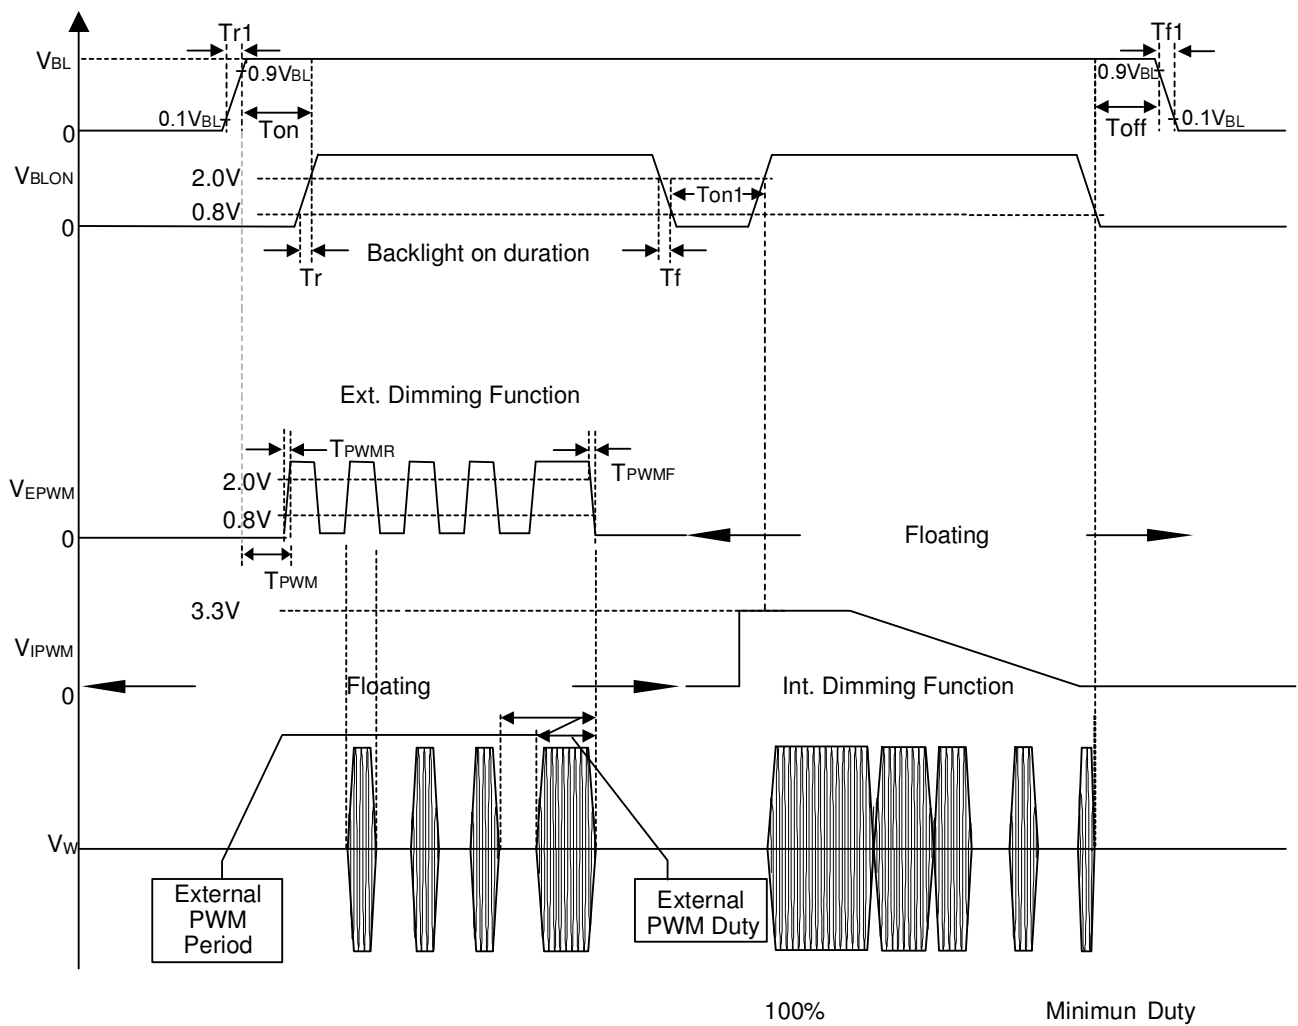 Tr1
Tf1
VBL
0.9VBL
0.9VBL
0.1VBL
Ton
Toff
0.1VBL
0
VBLON
2.0V
Ton1
0.8V
0
Backlight on duration
Tr
Tf
Ext. Dimming Function
TPWMR
TPWMF
2.0V
VEPWM
0.8V
0
Floating
TPWM
3.3V
VIPWM
0
Floating
Int. Dimming Function
VW
External
PWM
Period
External
PWM Duty
100%
Minimun Duty